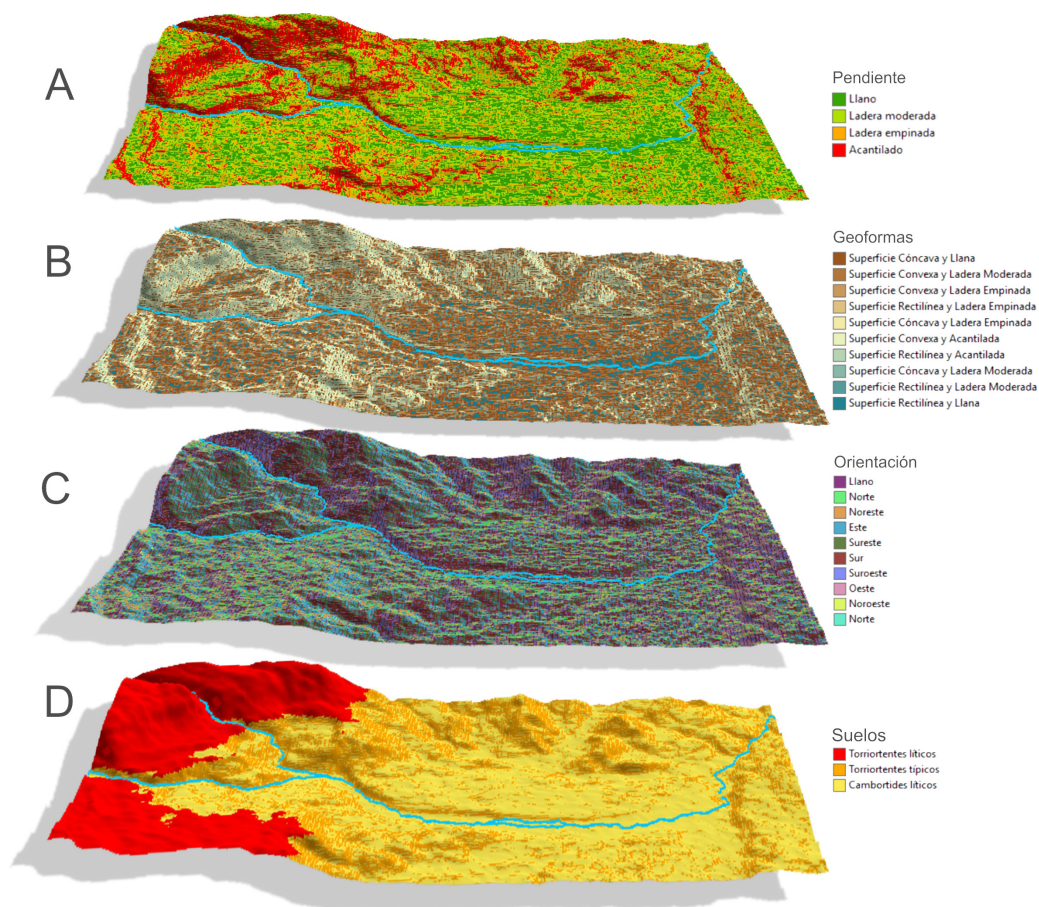 A
Pendiente
Llano
Ladera moderada
Ladera empinada
Acantilado
B
Geoformas
Superficie Cóncava y Llana
Superficie Convexa y Ladera Moderada
Superficie Convexa y Ladera Empinada
Superficie Rectilínea y Ladera Empinada
Superficie Cóncava y Ladera Empinada
Superficie Convexa y Acantilada
Superficie Rectilínea y Acantilada
Superficie Cóncava y Ladera Moderada
Superficie Rectilínea y Ladera Moderada
Superficie Rectilínea y Llana
C
Orientación
Llano
Norte
Noreste
Este
Sureste
Sur
Suroeste
Oeste
Noroeste
Norte
D
Suelos
Torriortentes líticos
Torriortentes típicos
Cambortides líticos